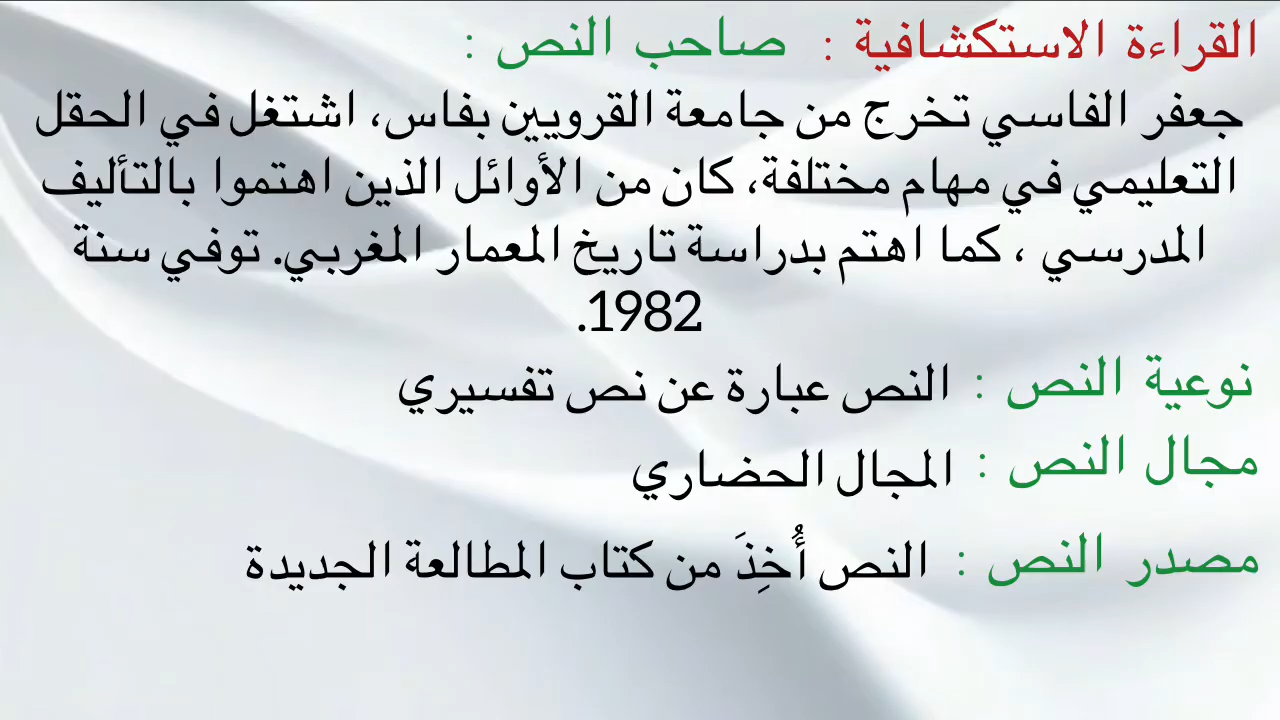 القراءة الاستكشافية : صاحب النص :
جعفر الفاسي تخرج من جامعة القرويين بفاس، اشتغل في الحقل
التعليمي في مهام مختلفة، كان من الأوائل الذين اهتموا بالتأليف
المدرسي ، كما اهتم بدراسة تاريخ المعمار المغربي. توفي سنة
1982.
نوعية النص : النص عبارة عن نص تفسيري
مجال النص : المجال الحضاري
مصدر النص : النص أُخِذَ من كتاب المطالعة الجديدة